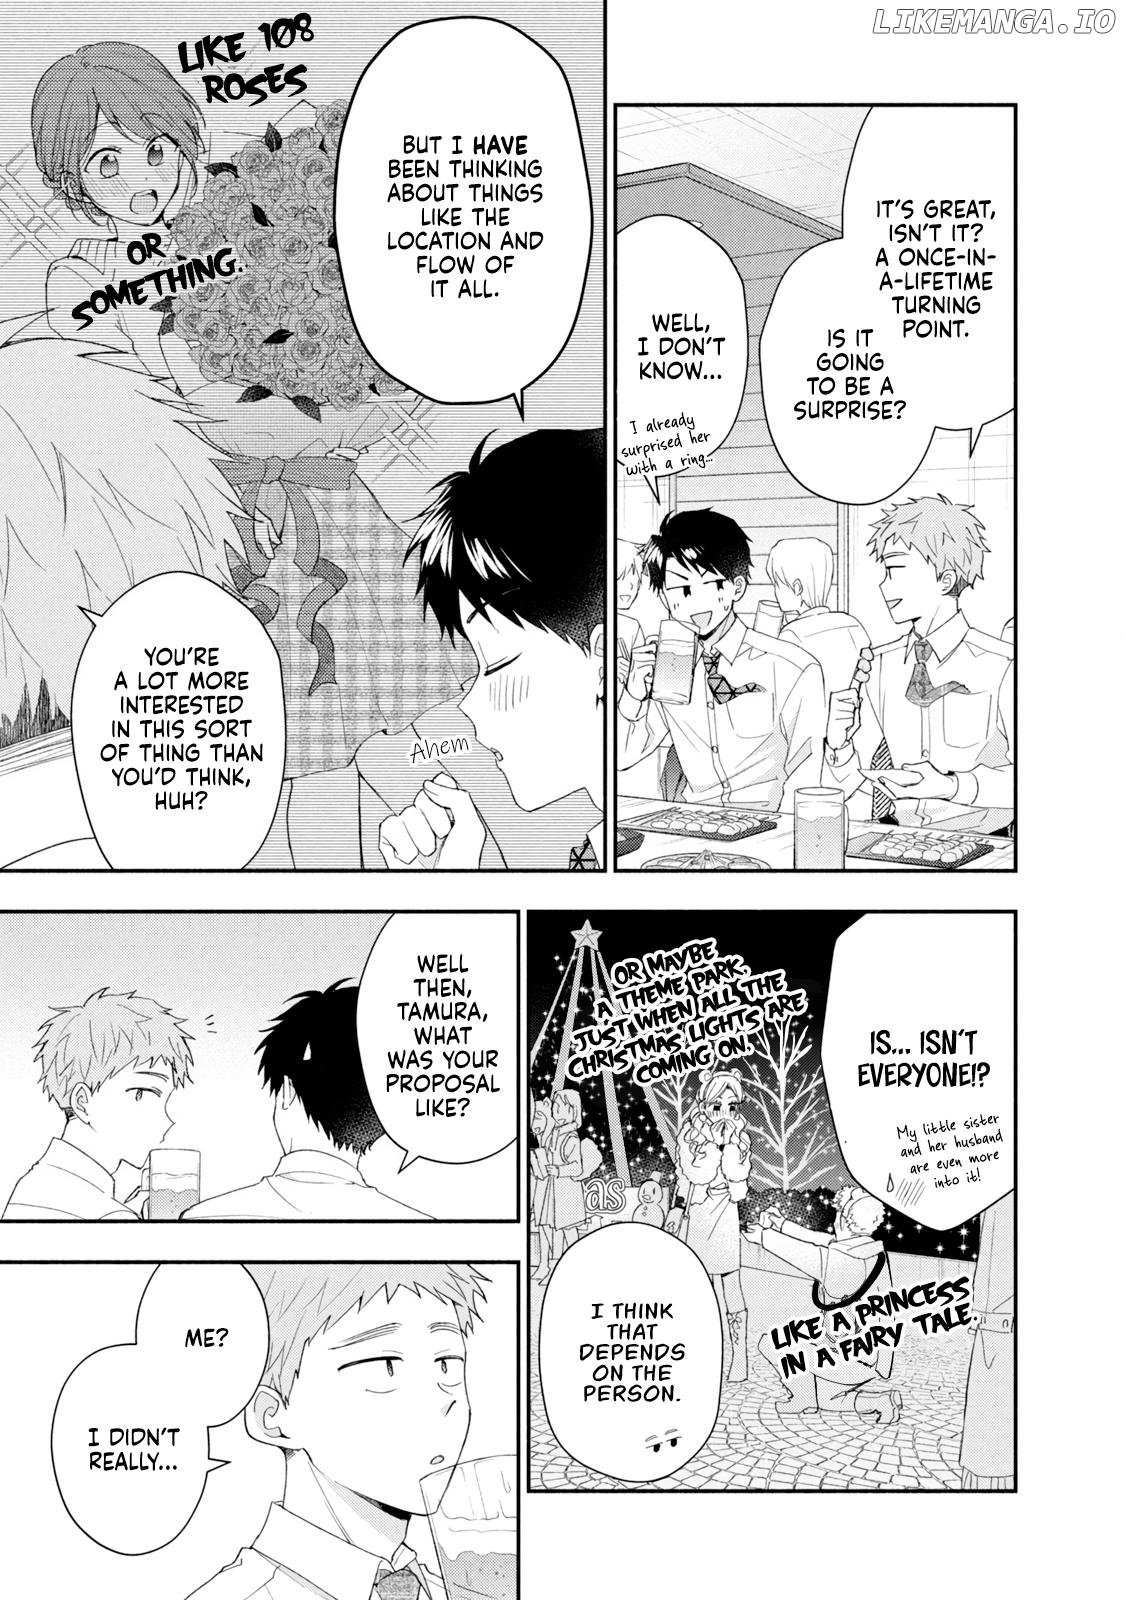 LIKEMANGA.IO
IT'S GREAT,
ISN'T IT?
A ONCE-IN-
A-LIFETIME
TURNING
POINT.
IS IT
GOING
TO BE A
SURPRISE?
WELL,
I DON'T
KNOW...
I already
surprised her
with a ring...
BUT I HAVE
BEEN THINKING
ABOUT THINGS
LIKE THE
LOCATION AND
FLOW OF
IT ALL.
LIKE 108
ROSES
OR
SOMETHING.
Ahem
YOU'RE
A LOT MORE
INTERESTED
IN THIS SORT
OF THING THAN
YOU'D THINK,
HUH?
IS... ISN'T
EVERYONE!?
My little sister
and her husband
are even more
into it!
OR MAYBE
A THEME PARK,
JUST WHEN ALL THE
CHRISTMAS LIGHTS ARE
COMING ON.
as
LIKE A PRINCESS
IN A FAIRY TALE.
I THINK
THAT
DEPENDS
ON THE
PERSON.
WELL
THEN,
TAMURA,
WHAT
WAS YOUR
PROPOSAL
LIKE?
ME?
I DIDN'T
REALLY...